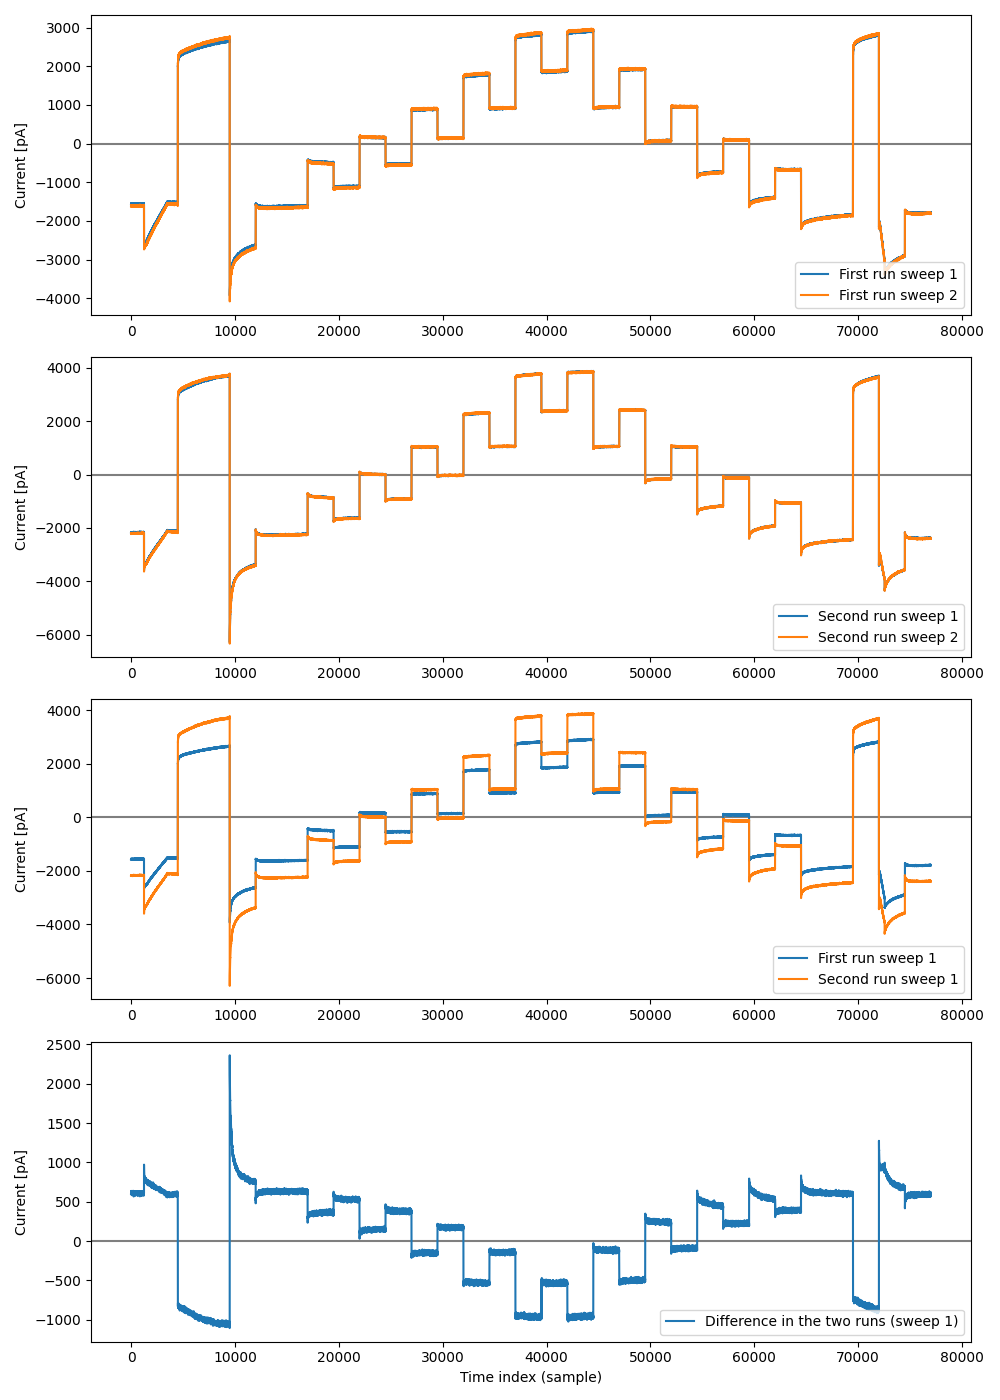 3000
2000
1000
0
−1000
−2000
−3000
−4000
Current [pA]
First run sweep 1
First run sweep 2
0 10000 20000 30000 40000 50000 60000 70000 80000
4000
2000
0
−2000
−4000
−6000
Current [pA]
Second run sweep 1
Second run sweep 2
0 10000 20000 30000 40000 50000 60000 70000 80000
4000
2000
0
−2000
−4000
−6000
Current [pA]
First run sweep 1
Second run sweep 1
0 10000 20000 30000 40000 50000 60000 70000 80000
2500
2000
1500
1000
500
0
−500
−1000
Current [pA]
Difference in the two runs (sweep 1)
0 10000 20000 30000 40000 50000 60000 70000 80000
Time index (sample)